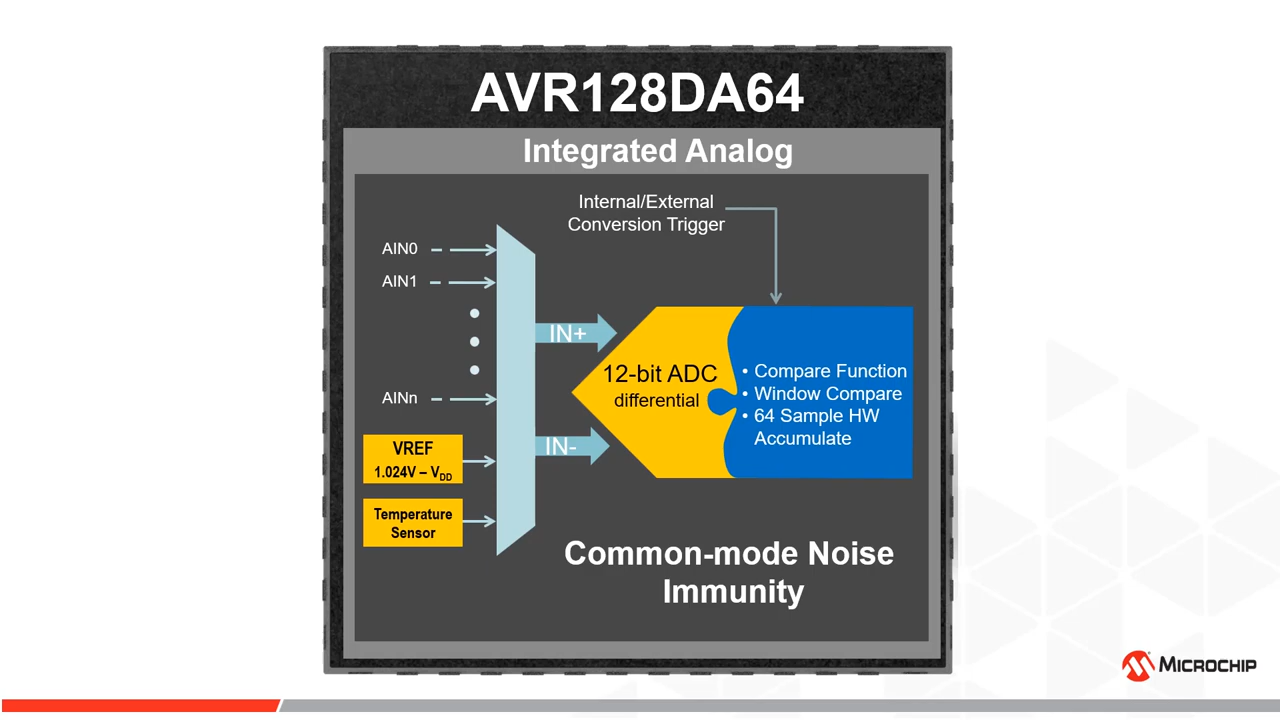 AVR128DA64
Integrated Analog
Internal/External
Conversion Trigger
AIN0
AIN1
AINn
VREF
1.024V – VDD
Temperature
Sensor
IN+
IN-
12-bit ADC
differential
• Compare Function
• Window Compare
• 64 Sample HW
Accumulate
Common-mode Noise
Immunity
MICROCHIP